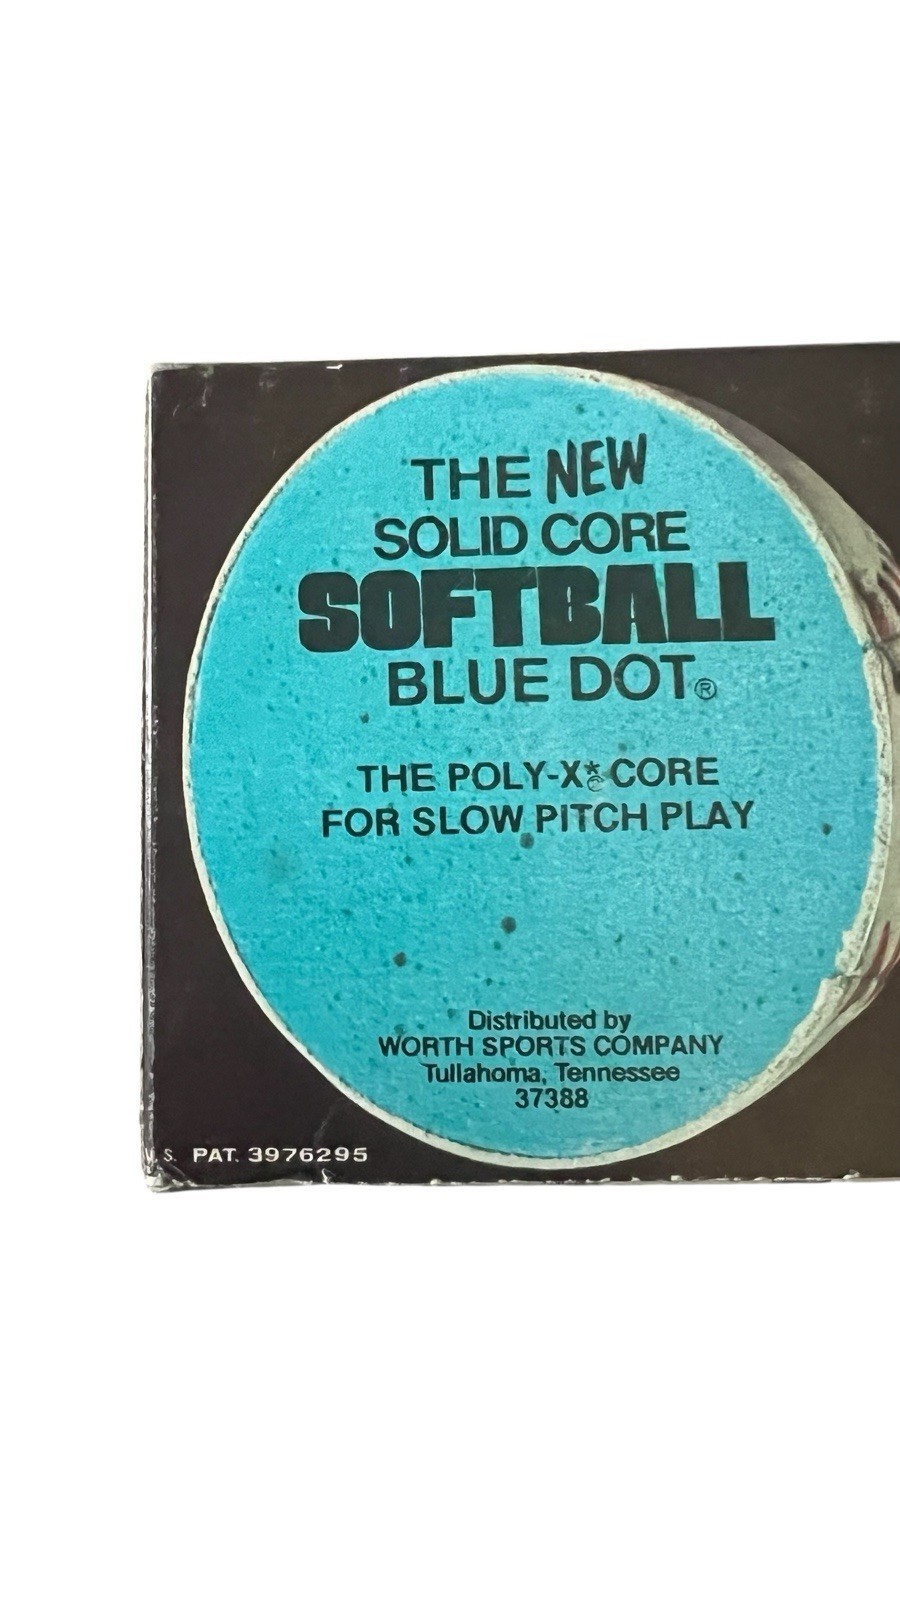 THE NEW
SOLID CORE
SOFTBALL
BLUE DOT®
THE POLY-X* CORE
FOR SLOW PITCH PLAY
Distributed by
WORTH SPORTS COMPANY
Tullahoma, Tennessee
37388
U.S. PAT. 3976295